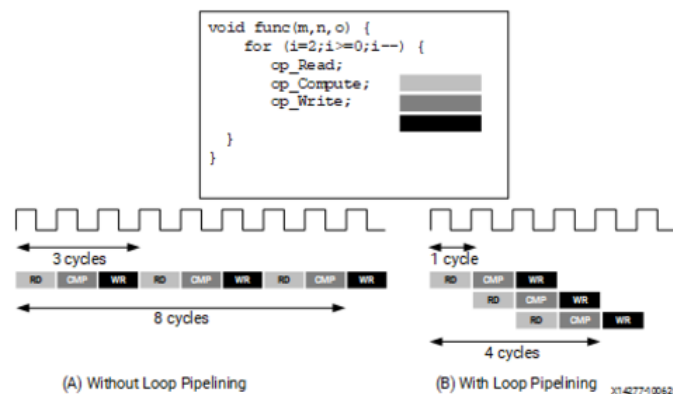 void func(m,n,o) {
for (i=2;i>=0;i--) {
op_Read;
op_Compute;
op_Write;
}
}
3 cycles
1 cycle
RD CMP WR RD CMP WR RD CMP WR
RD CMP WR
RD CMP WR
RD CMP WR
8 cycles
4 cycles
(A) Without Loop Pipelining
(B) With Loop Pipelining